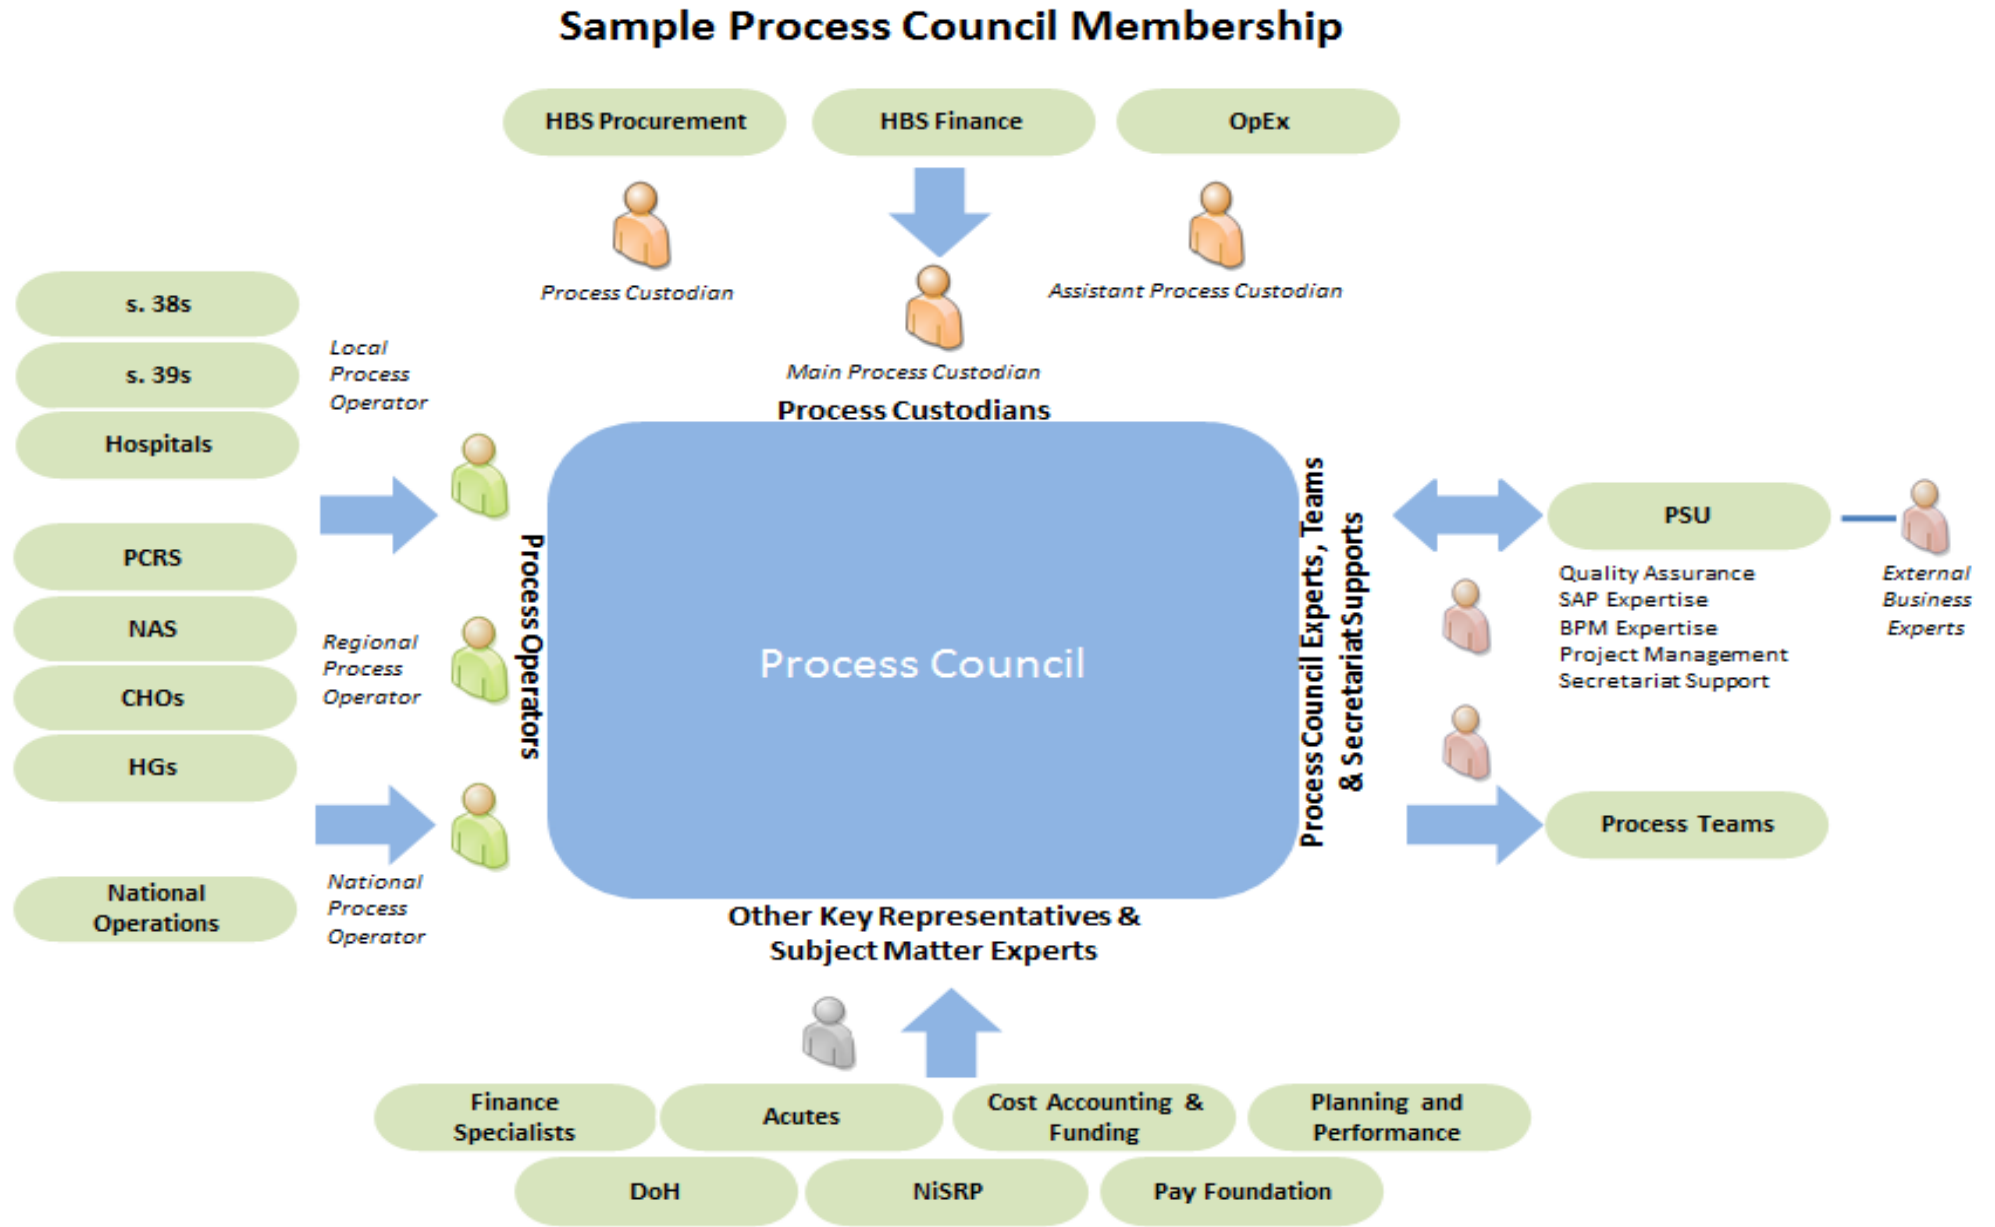 Sample Process Council Membership
HBS Procurement
HBS Finance
OpEx
Process Custodian
Assistant Process Custodian
Main Process Custodian
Process Custodians
s. 38s
s. 39s
Hospitals
Local
Process
Operator
PCRS
NAS
CHOs
HGs
Regional
Process
Operator
National
Operations
National
Process
Operator
Process Operators
Process Council
Process Council Experts, Teams
& Secretariat Supports
PSU
Quality Assurance
SAP Expertise
BPM Expertise
Project Management
Secretariat Support
External
Business
Experts
Process Teams
Other Key Representatives &
Subject Matter Experts
Finance
Specialists
Acutes
Cost Accounting &
Funding
Planning and
Performance
DoH
NiSRP
Pay Foundation